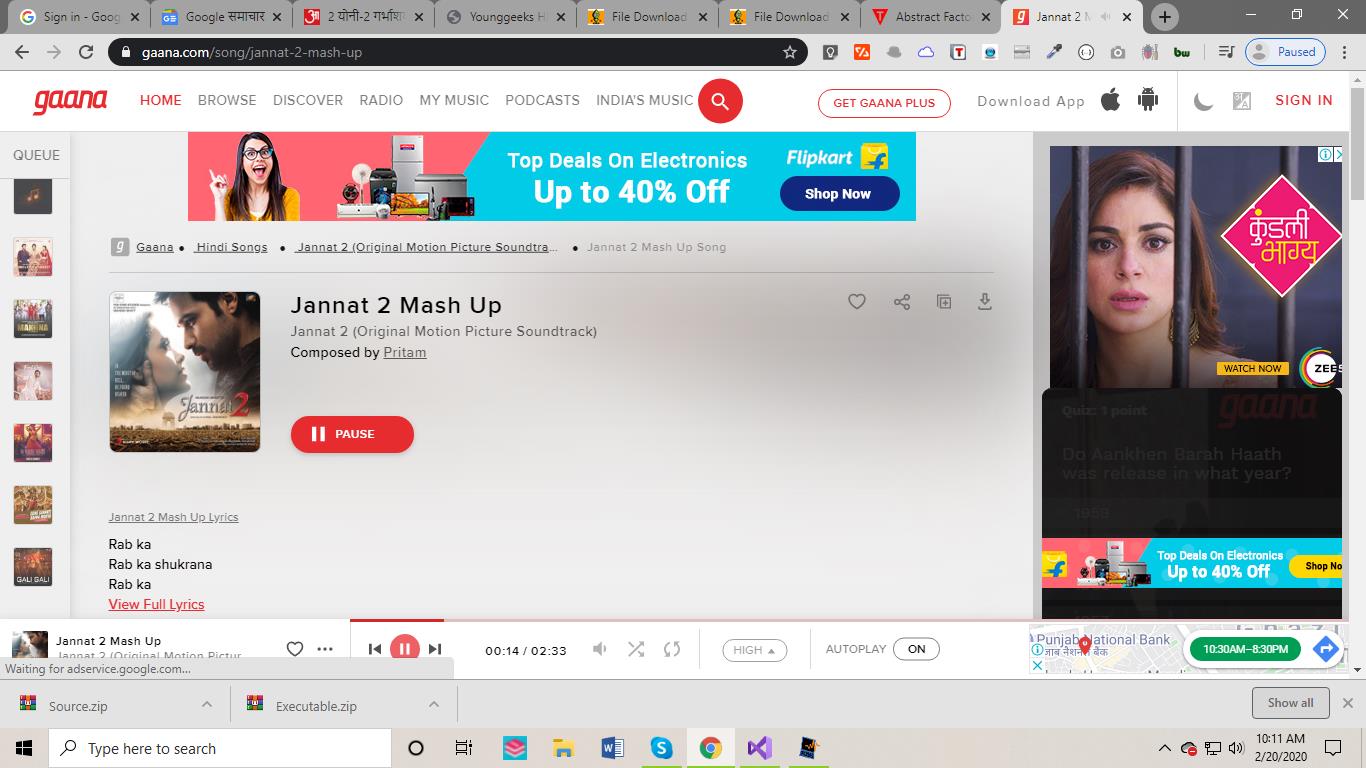 Sign in - Goog
Google समाचार
2 योनी-2 गर्भाश
Younggeeks H
File Download
File Download
Abstract Facto
Jannat 2 M
gaana.com/song/jannat-2-mash-up
Paused
gaana
HOME
BROWSE
DISCOVER
RADIO
MY MUSIC
PODCASTS
INDIA'S MUSIC
GET GAANA PLUS
Download App
SIGN IN
QUEUE
Top Deals On Electronics
Up to 40% Off
Flipkart
Shop Now
Gaana • Hindi Songs • Jannat 2 (Original Motion Picture Soundtra... • Jannat 2 Mash Up Song
Jannat 2
Jannat 2 Mash Up
Jannat 2 (Original Motion Picture Soundtrack)
Composed by Pritam
PAUSE
कुंडली
भाग्य
WATCH NOW
ZEE5
gaana
Quiz: 1 point
Do Aankhen Barah Haath
was release in what year?
1959
Top Deals On Electronics
Up to 40% Off
Shop No
MAKHNA
GALI GALI
Jannat 2 Mash Up Lyrics
Rab ka
Rab ka shukrana
Rab ka
View Full Lyrics
Jannat 2 Mash Up
Jannat 2 (Original Motion Pictur
00:14 / 02:33
HIGH
AUTOPLAY
ON
Punjab National Bank
10:30AM–8:30PM
Waiting for adservice.google.com...
Source.zip
Executable.zip
Show all
Type here to search
10:11 AM
2/20/2020